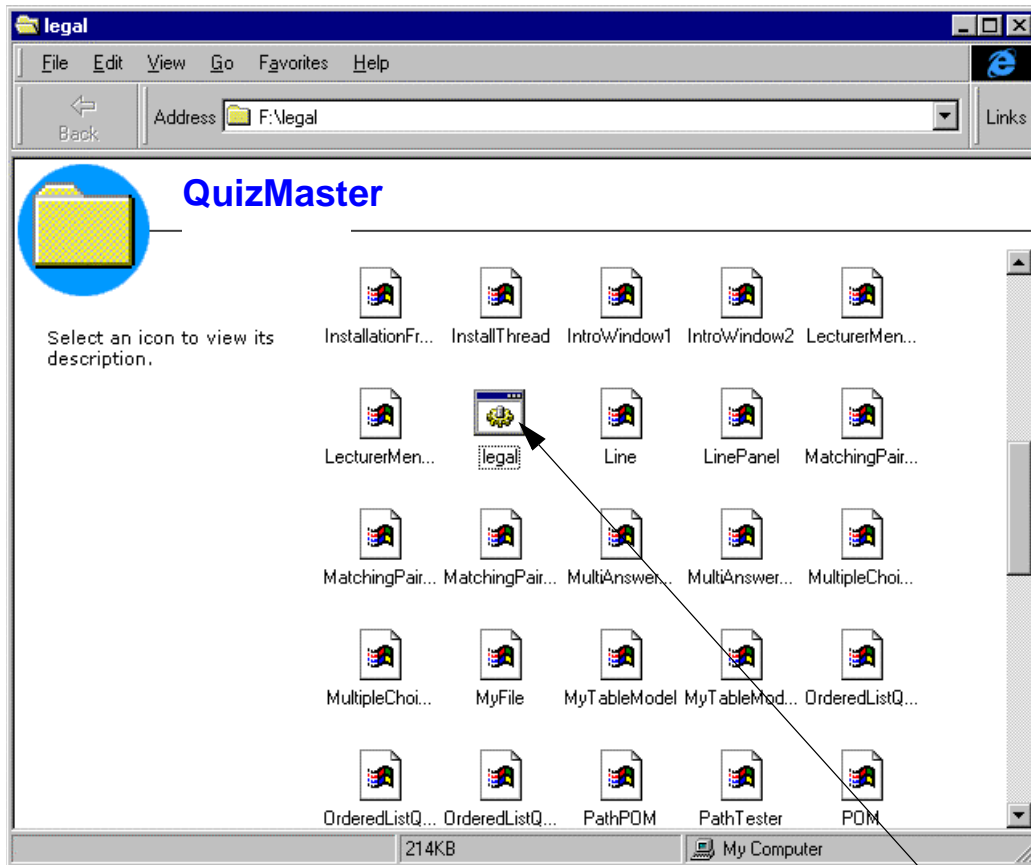 legal
File Edit View Go Favorites Help
Back
Address F:\legal
Links
QuizMaster
Select an icon to view its
description.
InstallationFr... InstallThread IntroWindow1 IntroWindow2 LecturerMen...
LecturerMen... legal Line LinePanel MatchingPair...
MatchingPair... MatchingPair... MultiAnswer... MultiAnswer... MultipleChoi...
MultipleChoi... MyFile MyTableModel MyTableMod... OrderedListQ...
OrderedListQ... OrderedListQ... PathPOM PathTester POM
214KB My Computer